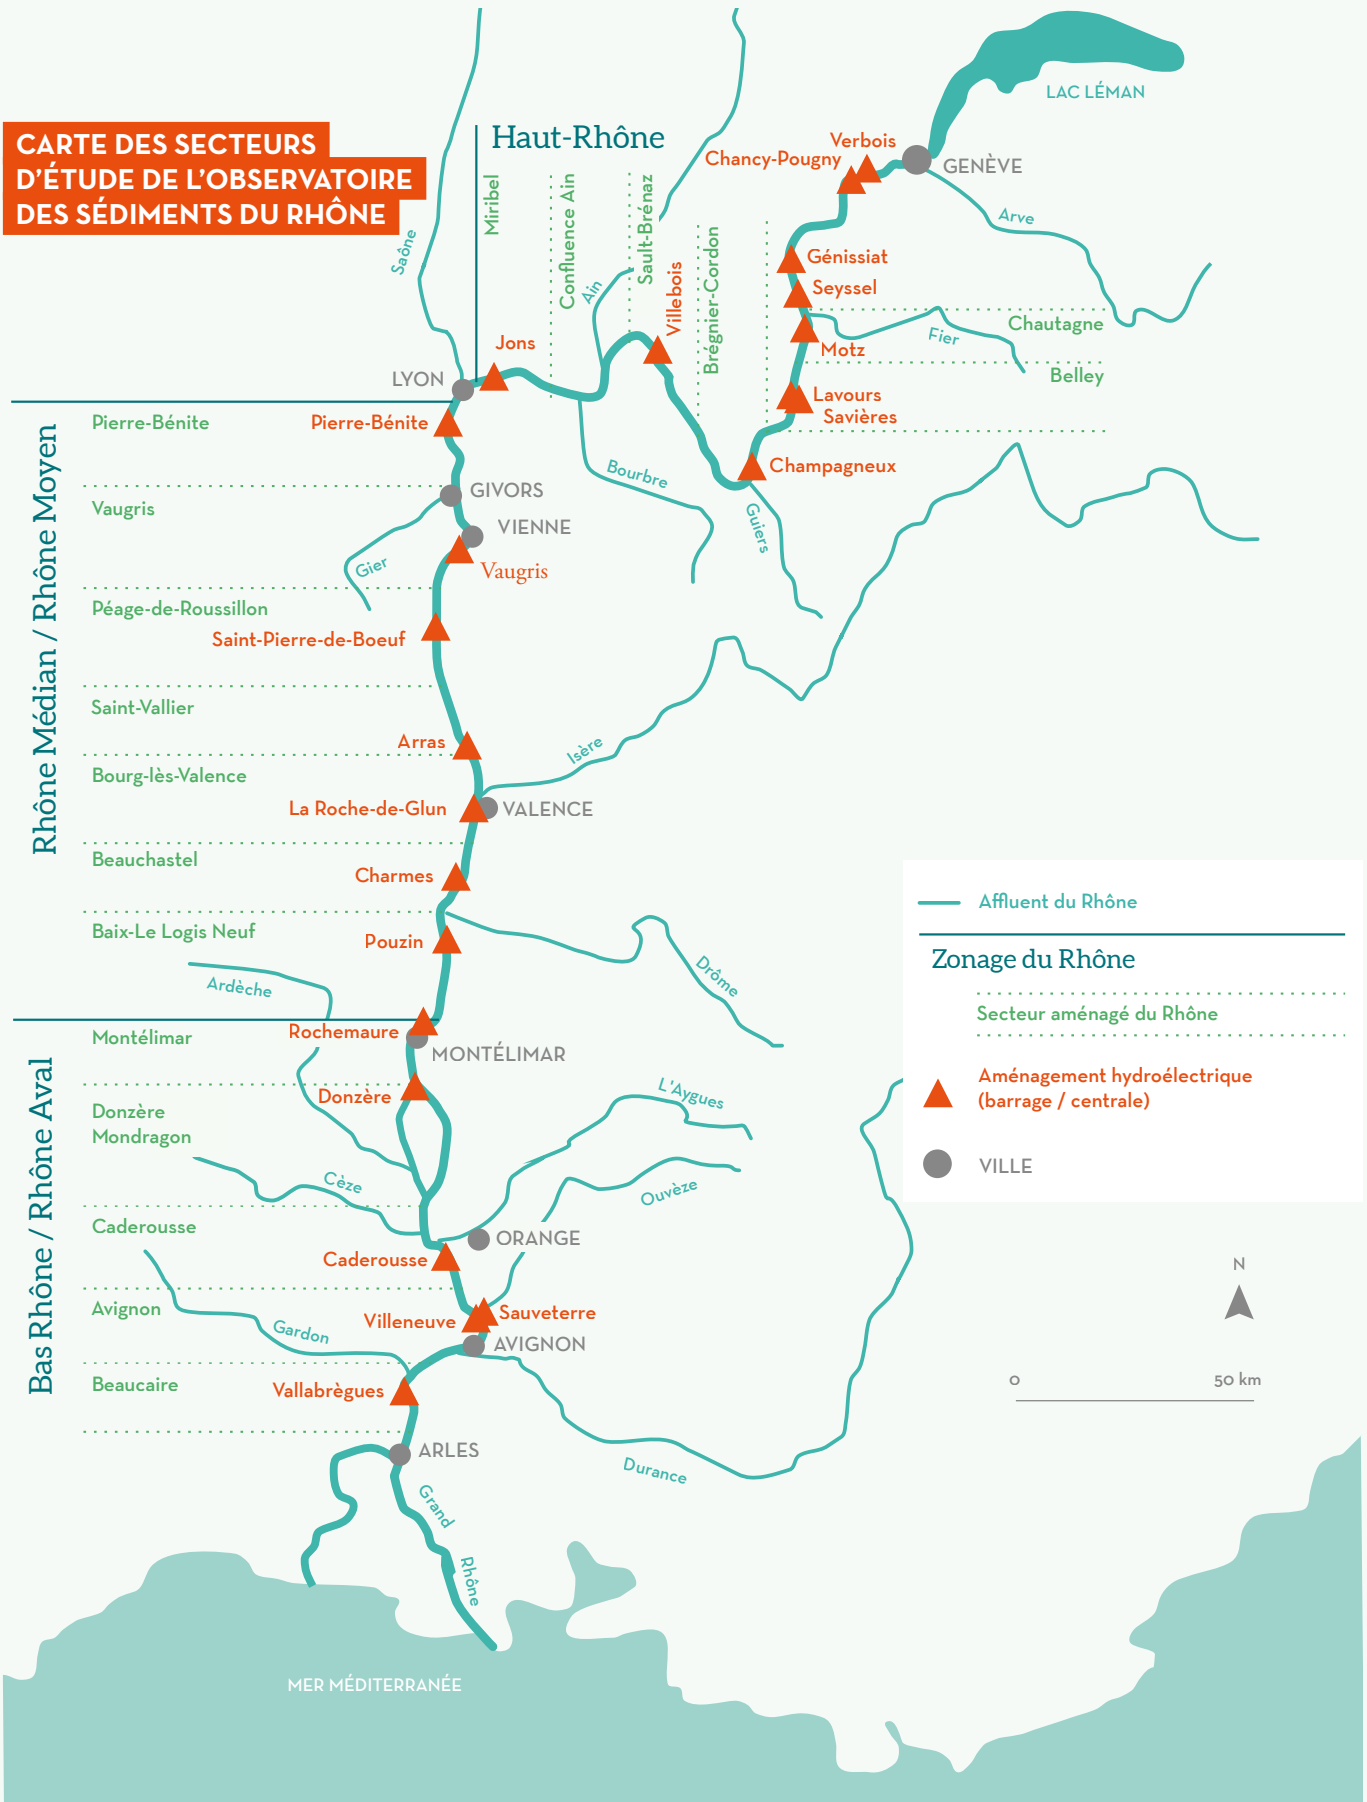 CARTE DES SECTEURS
D'ÉTUDE DE L'OBSERVATOIRE
DES SÉDIMENTS DU RHÔNE
Haut-Rhône
LAC LÉMAN
Verbois
Chancy-Pougny
GENÈVE
Arve
Saône
Miribel
Confluence Ain
Sault-Brénaz
Brégnier-Cordon
Ain
Villebois
Génissiat
Seyssel
Chautagne
Fier
Motz
Belley
Jons
LYON
Lavours
Savières
Champagneux
Bourbre
Guiers
Rhône Médian / Rhône Moyen
Pierre-Bénite
Pierre-Bénite
GIVORS
Vaugris
VIENNE
Gier
Vaugris
Péage-de-Roussillon
Saint-Pierre-de-Boeuf
Saint-Vallier
Arras
Isère
Bourg-lès-Valence
La Roche-de-Glun
VALENCE
Beauchastel
Charmes
Baix-Le Logis Neuf
Pouzin
Drôme
Ardèche
Bas Rhône / Rhône Aval
Rochemaure
Montélimar
MONTÉLIMAR
Donzère
Donzère
Mondragon
L'Aygues
Cèze
Ouvèze
Caderousse
ORANGE
Caderousse
Avignon
Sauveterre
Villeneuve
Gardon
AVIGNON
Beaucaire
Vallabrègues
ARLES
Durance
Grand
Rhône
MER MÉDITERRANÉE
Affluent du Rhône
Zonage du Rhône
Secteur aménagé du Rhône
Aménagement hydroélectrique
(barrage / centrale)
VILLE
N
0
50 km